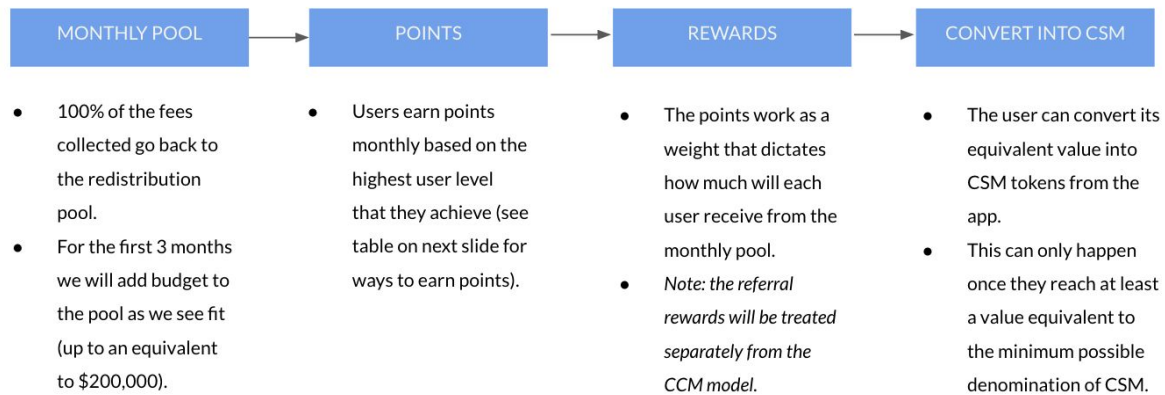 MONTHLY POOL
● 100% of the fees
collected go back to
the redistribution
pool.
● For the first 3 months
we will add budget to
the pool as we see fit
(up to an equivalent
to $200,000).
POINTS
● Users earn points
monthly based on the
highest user level
that they achieve (see
table on next slide for
ways to earn points).
REWARDS
● The points work as a
weight that dictates
how much will each
user receive from the
monthly pool.
● Note: the referral
rewards will be treated
separately from the
CCM model.
CONVERT INTO CSM
● The user can convert its
equivalent value into
CSM tokens from the
app.
● This can only happen
once they reach at least
a value equivalent to
the minimum possible
denomination of CSM.